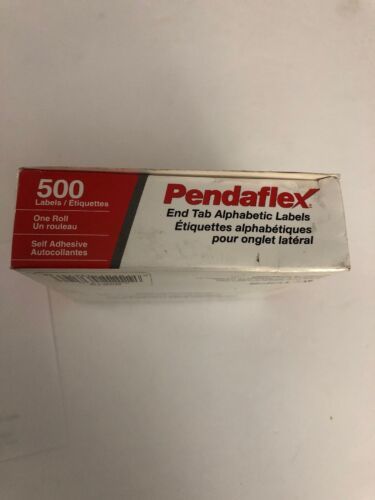 500
Labels / Étiquettes
One Roll
Un rouleau
Self Adhesive
Autocollantes
Pendaflex
End Tab Alphabetic Labels
Étiquettes alphabétiques
pour onglet latéral